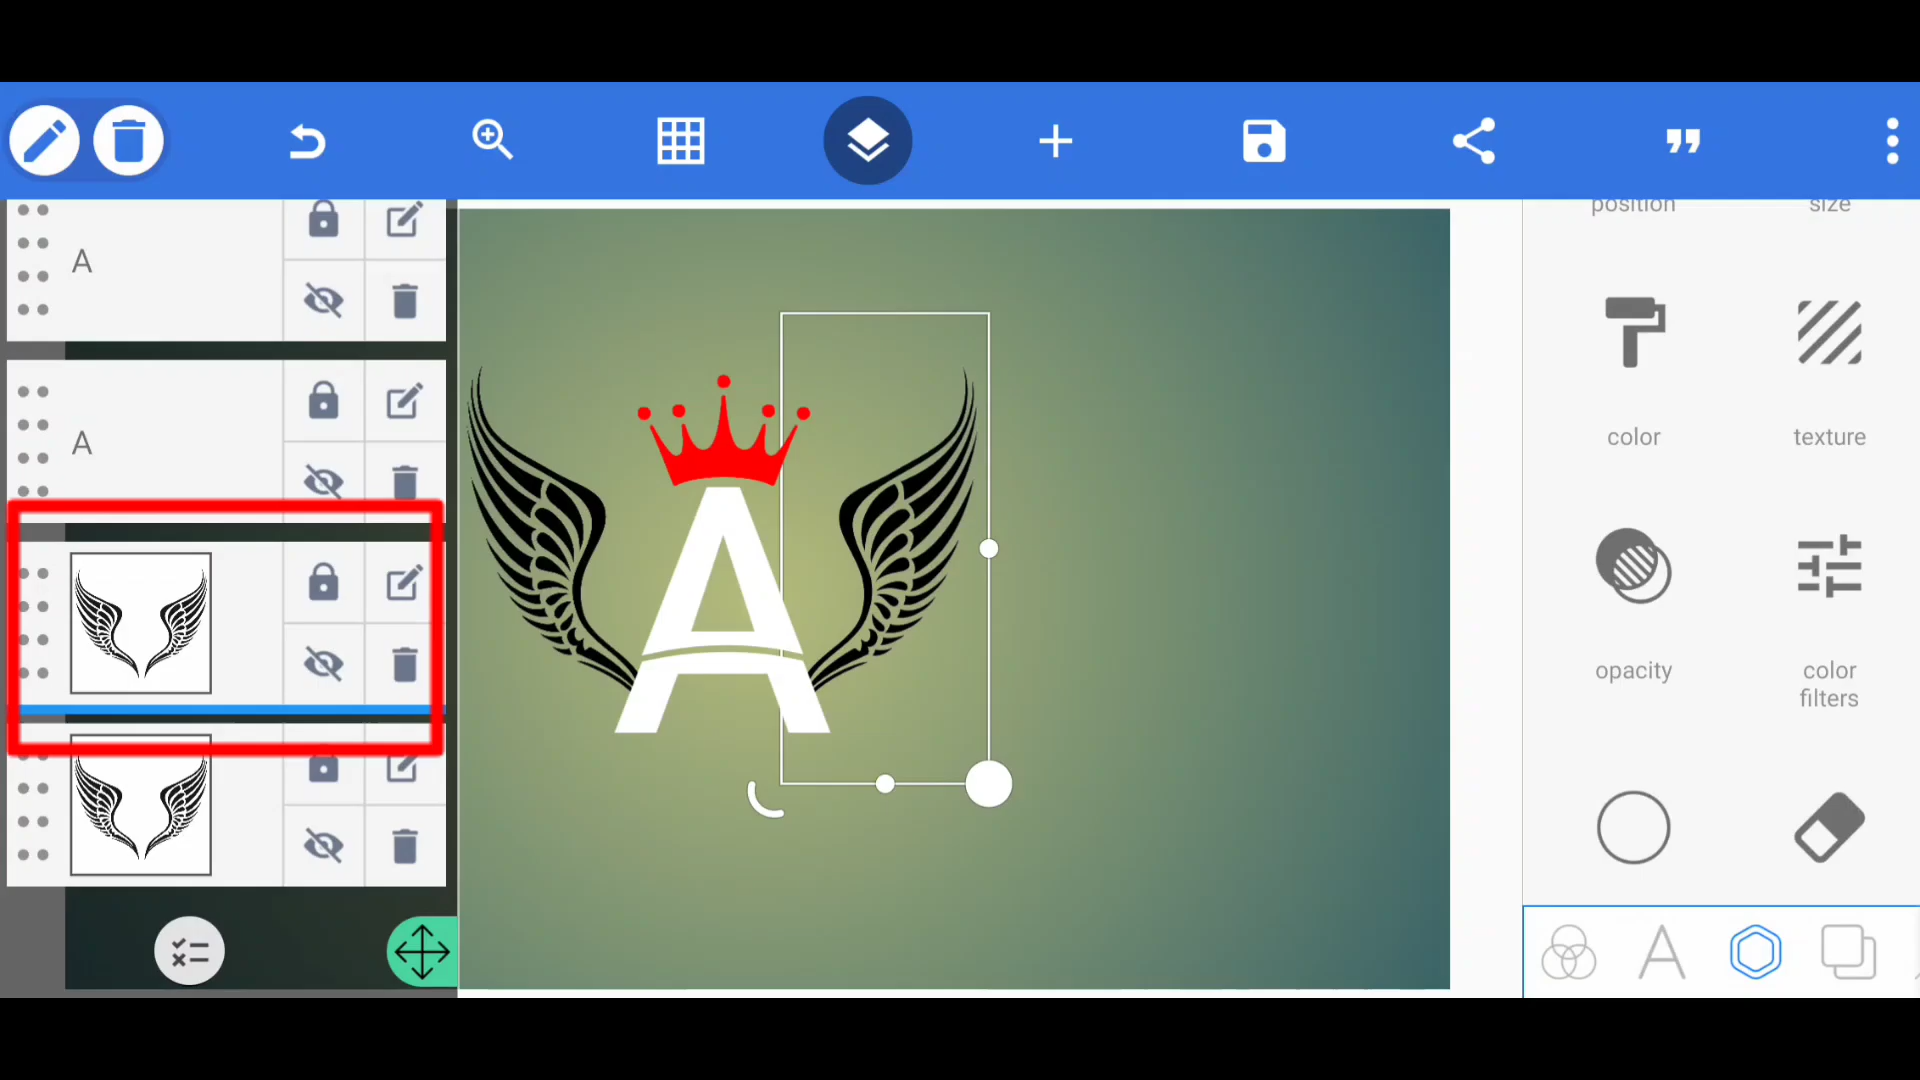 position size
A
color texture
A
opacity color filters
A